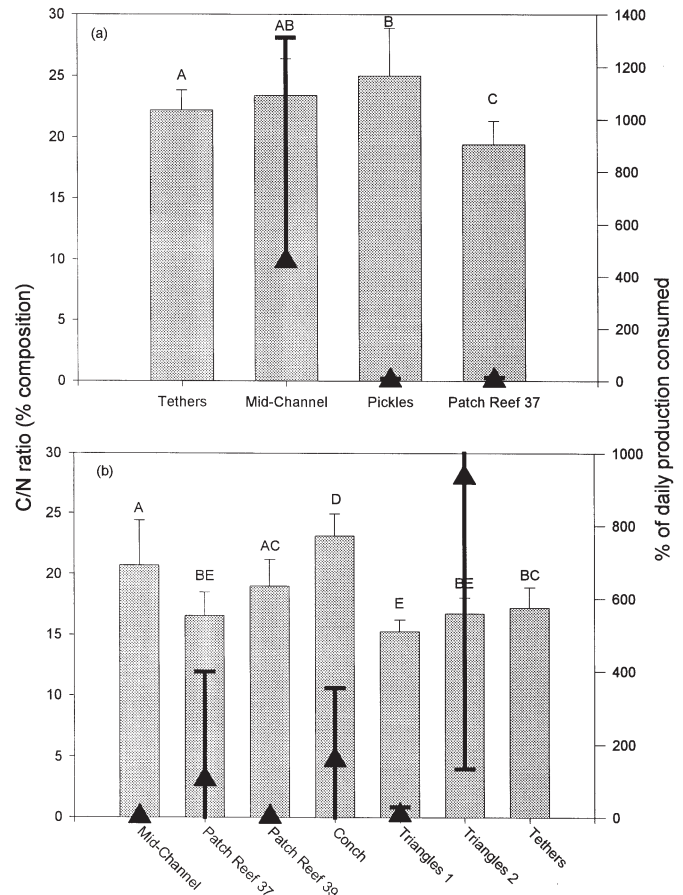 30
25
20
15
10
5
0
(a)
A
AB
B
C
1400
1200
1000
800
600
400
200
0
Tethers
Mid-Channel
Pickles
Patch Reef 37
C/N ratio (% composition)
% of daily production consumed
30
25
20
15
10
5
0
(b)
A
BE
AC
D
E
BE
BC
1000
800
600
400
200
0
Mid-Channel
Patch Reef 37
Patch Reef 39
Conch
Triangles 1
Triangles 2
Tethers